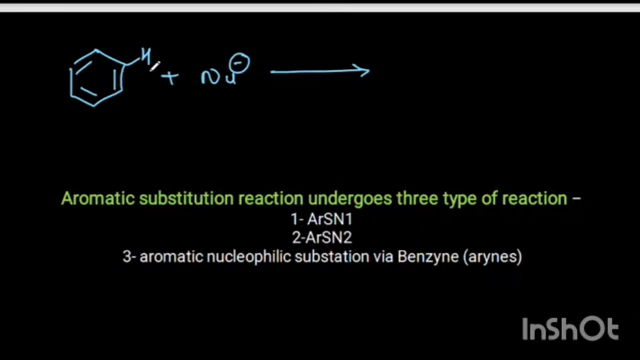 H
+ Nu⊖ ⟶
Aromatic substitution reaction undergoes three type of reaction –
1- ArSN1
2-ArSN2
3- aromatic nucleophilic substation via Benzyne (arynes)
InShOt